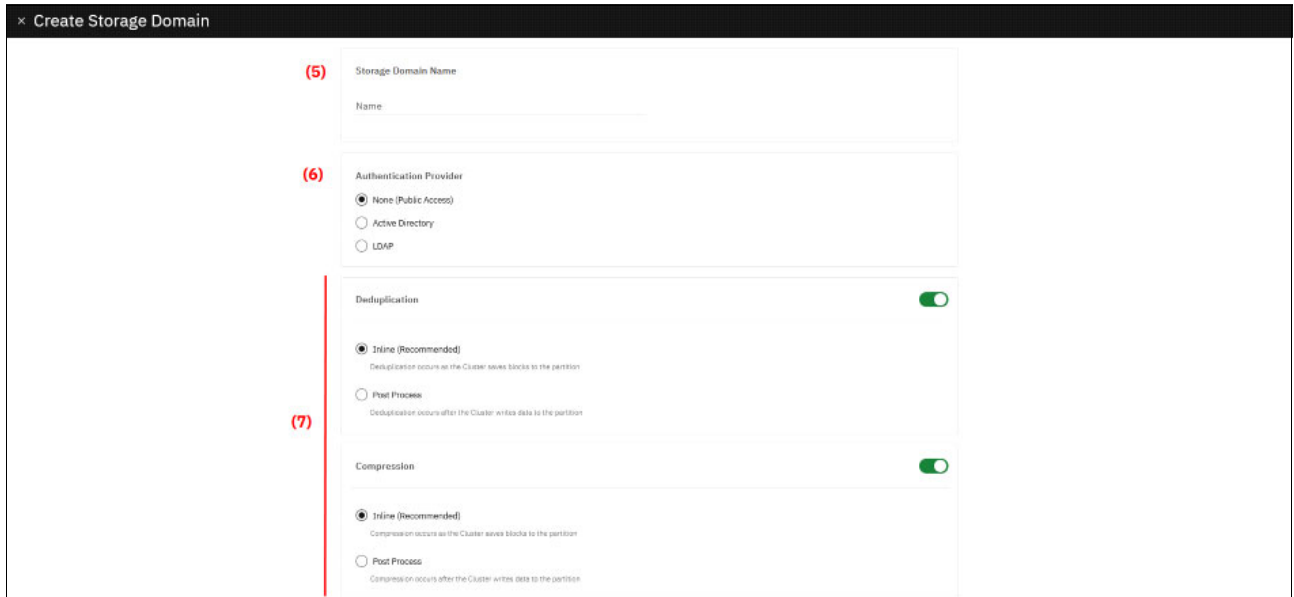 × Create Storage Domain
(5)
Storage Domain Name
Name
(6)
Authentication Provider
None (Public Access)
Active Directory
LDAP
Deduplication
Inline (Recommended)
Deduplication occurs as the Cluster saves blocks to the partition
Post Process
Deduplication occurs after the Cluster writes data to the partition
(7)
Compression
Inline (Recommended)
Compression occurs as the Cluster saves blocks to the partition
Post Process
Compression occurs after the Cluster writes data to the partition